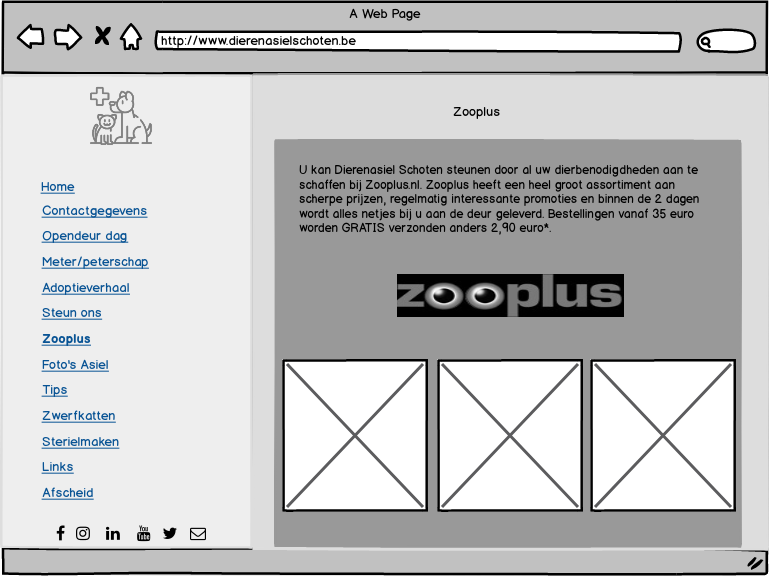 A Web Page
http://www.dierenasielschoten.be
Zooplus
U kan Dierenasiel Schoten steunen door al uw dierbenodigdheden aan te
schaffen bij Zooplus.nl. Zooplus heeft een heel groot assortiment aan
scherpe prijzen, regelmatig interessante promoties en binnen de 2 dagen
wordt alles netjes bij u aan de deur geleverd. Bestellingen vanaf 35 euro
worden GRATIS verzonden anders 2,90 euro*.
zooplus
Home
Contactgegevens
Opendeur dag
Meter/peterschap
Adoptieverhaal
Steun ons
Zooplus
Foto's Asiel
Tips
Zwerfkatten
Sterielmaken
Links
Afscheid
You
Tube